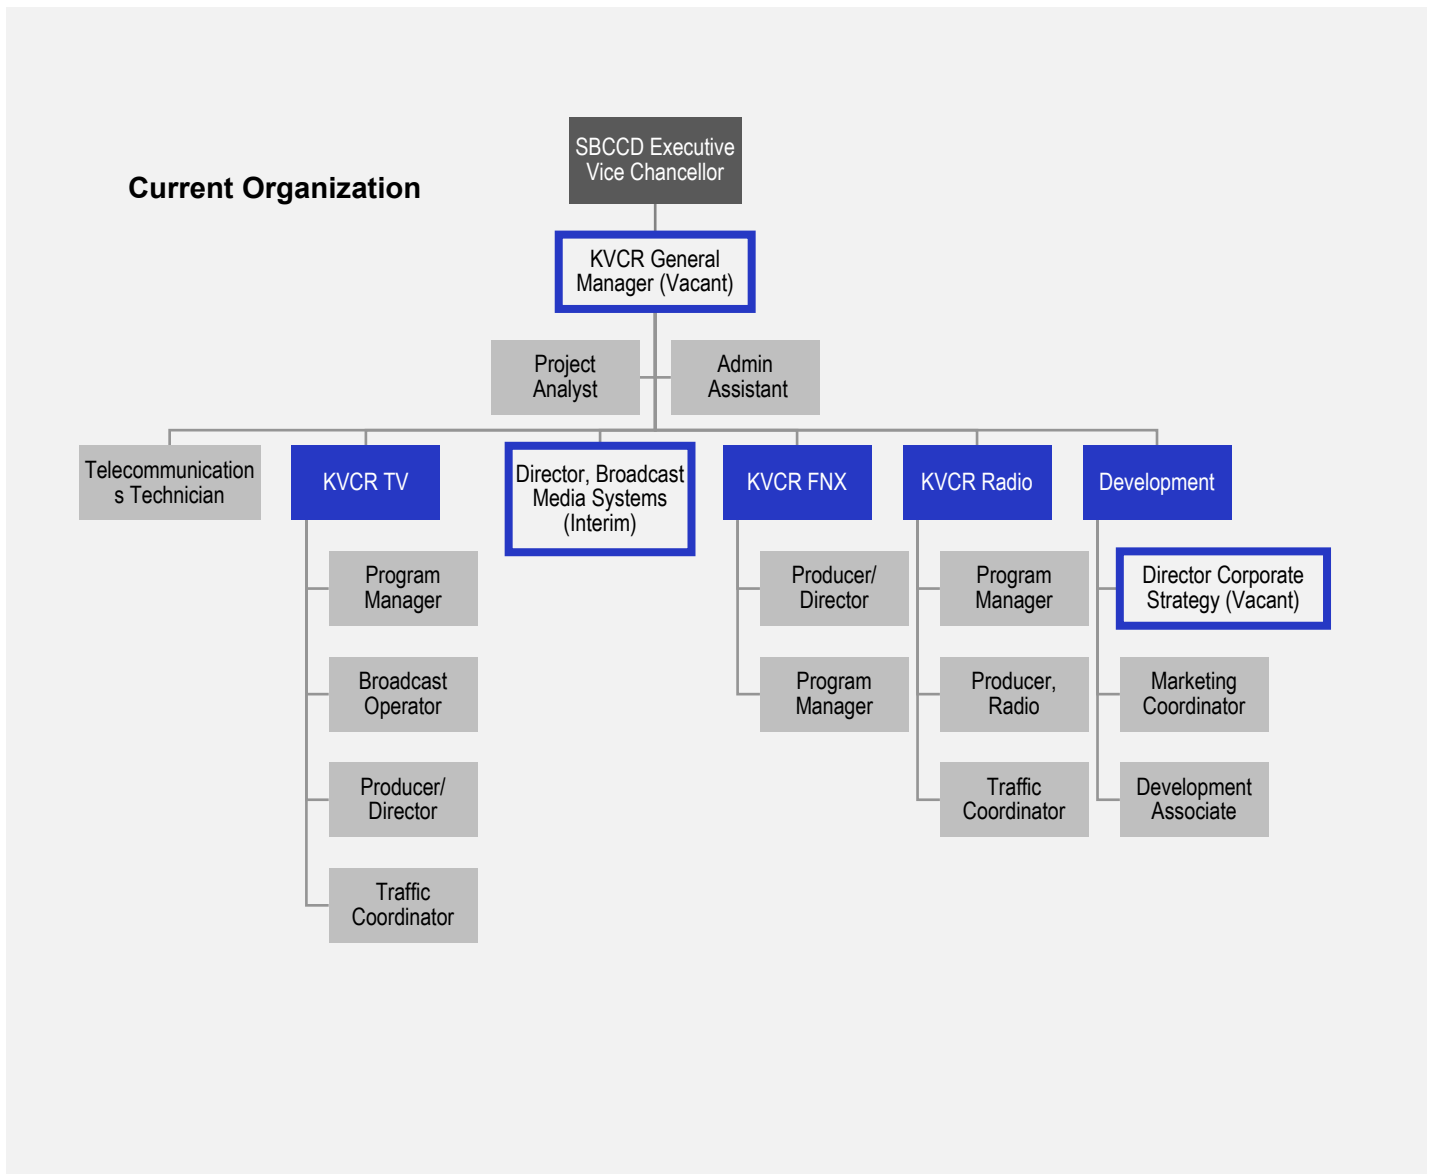 SBCCD Executive
Vice Chancellor
Current Organization
KVCR General
Manager (Vacant)
Project
Analyst
Admin
Assistant
Telecommunication
s Technician
KVCR TV
Director, Broadcast
Media Systems
(Interim)
KVCR FNX
KVCR Radio
Development
Program
Manager
Broadcast
Operator
Producer/
Director
Traffic
Coordinator
Producer/
Director
Program
Manager
Program
Manager
Producer,
Radio
Traffic
Coordinator
Director Corporate
Strategy (Vacant)
Marketing
Coordinator
Development
Associate